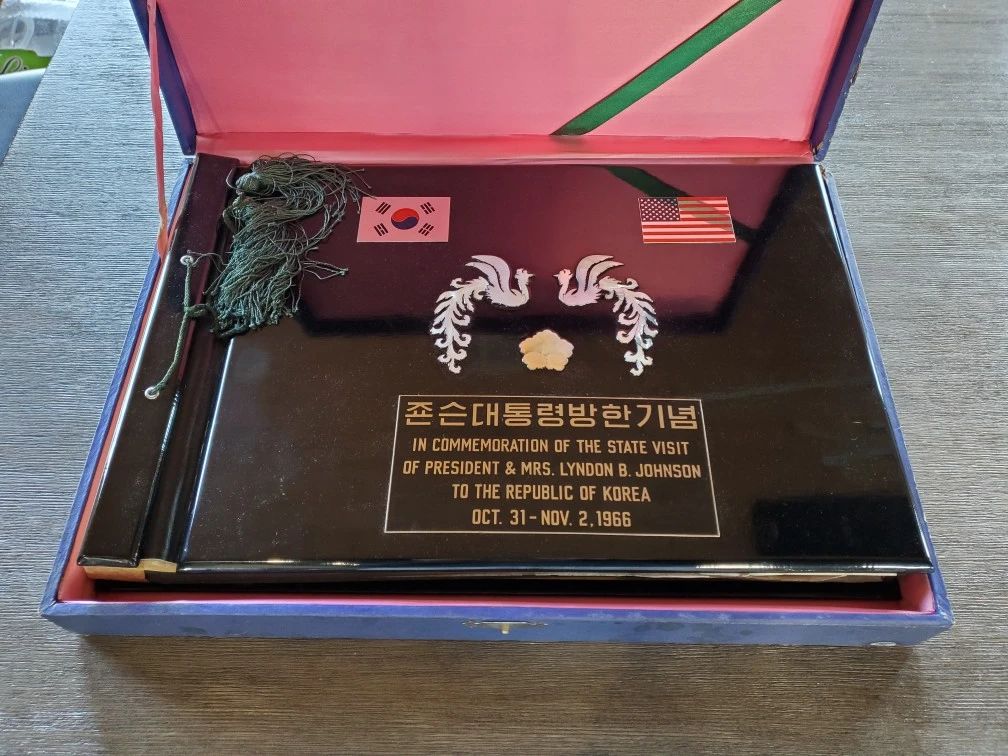 죤슨대통령방한기념
IN COMMEMORATION OF THE STATE VISIT
OF PRESIDENT & MRS. LYNDON B. JOHNSON
TO THE REPUBLIC OF KOREA
OCT. 31-NOV. 2, 1966